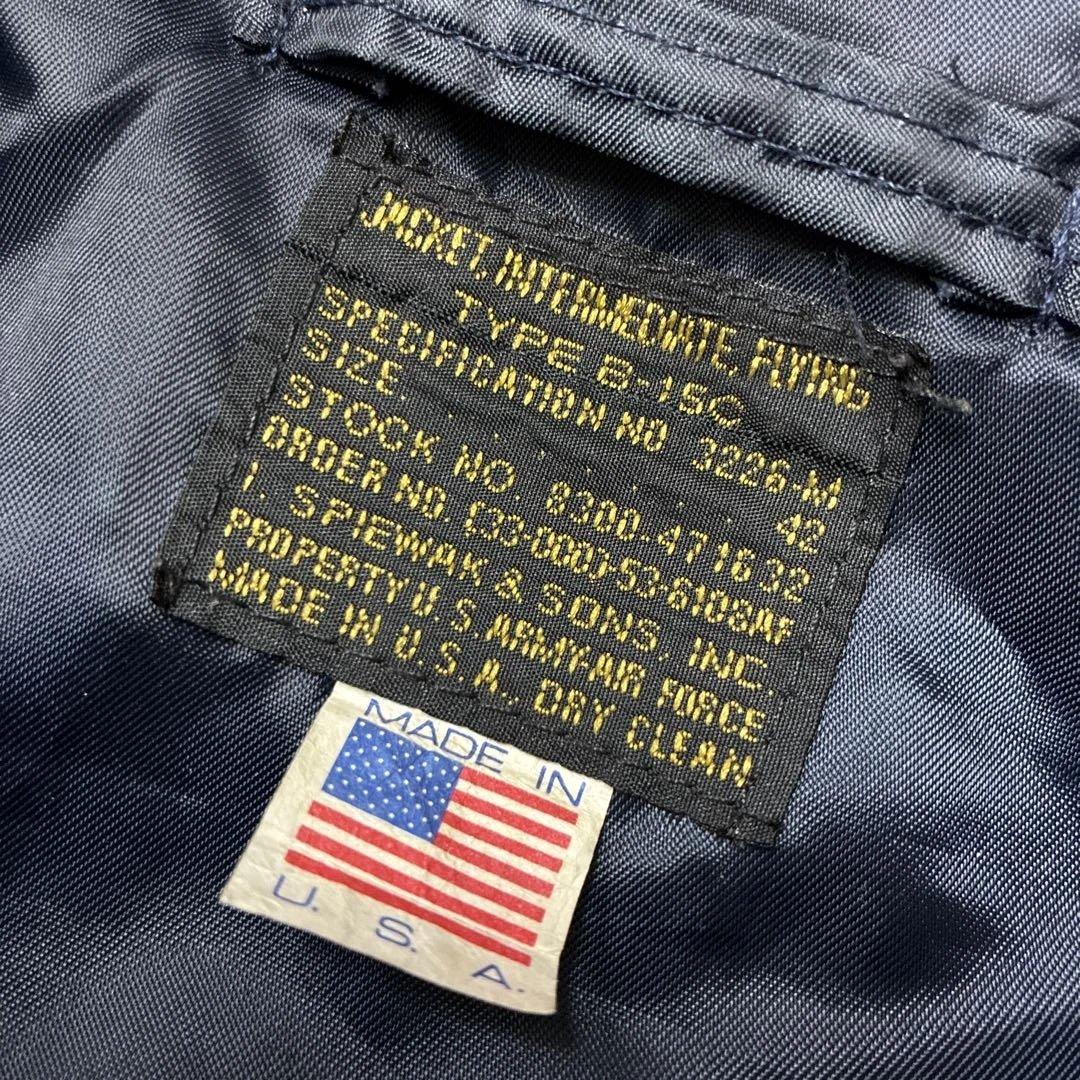 JACKET, INTERMEDIATE, FLYING
TYPE B-15C
SPECIFICATION NO 3226-M
SIZE. 42
STOCK NO. 8300.471632
ORDER NO. (33-008)-53-6108AF
I. SPIEWAK & SONS, INC.
PROPERTY U.S. ARMY-AIR FORCE
MADE IN U.S.A., DRY CLEAN
MADE IN
U. S. A.